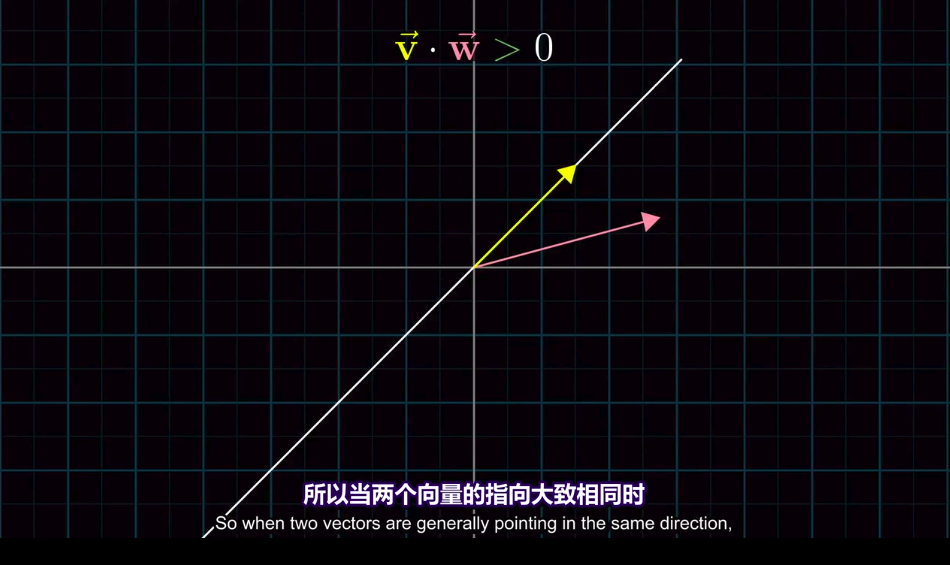 v⃗ · w⃗ > 0
所以当两个向量的指向大致相同时
So when two vectors are generally pointing in the same direction,